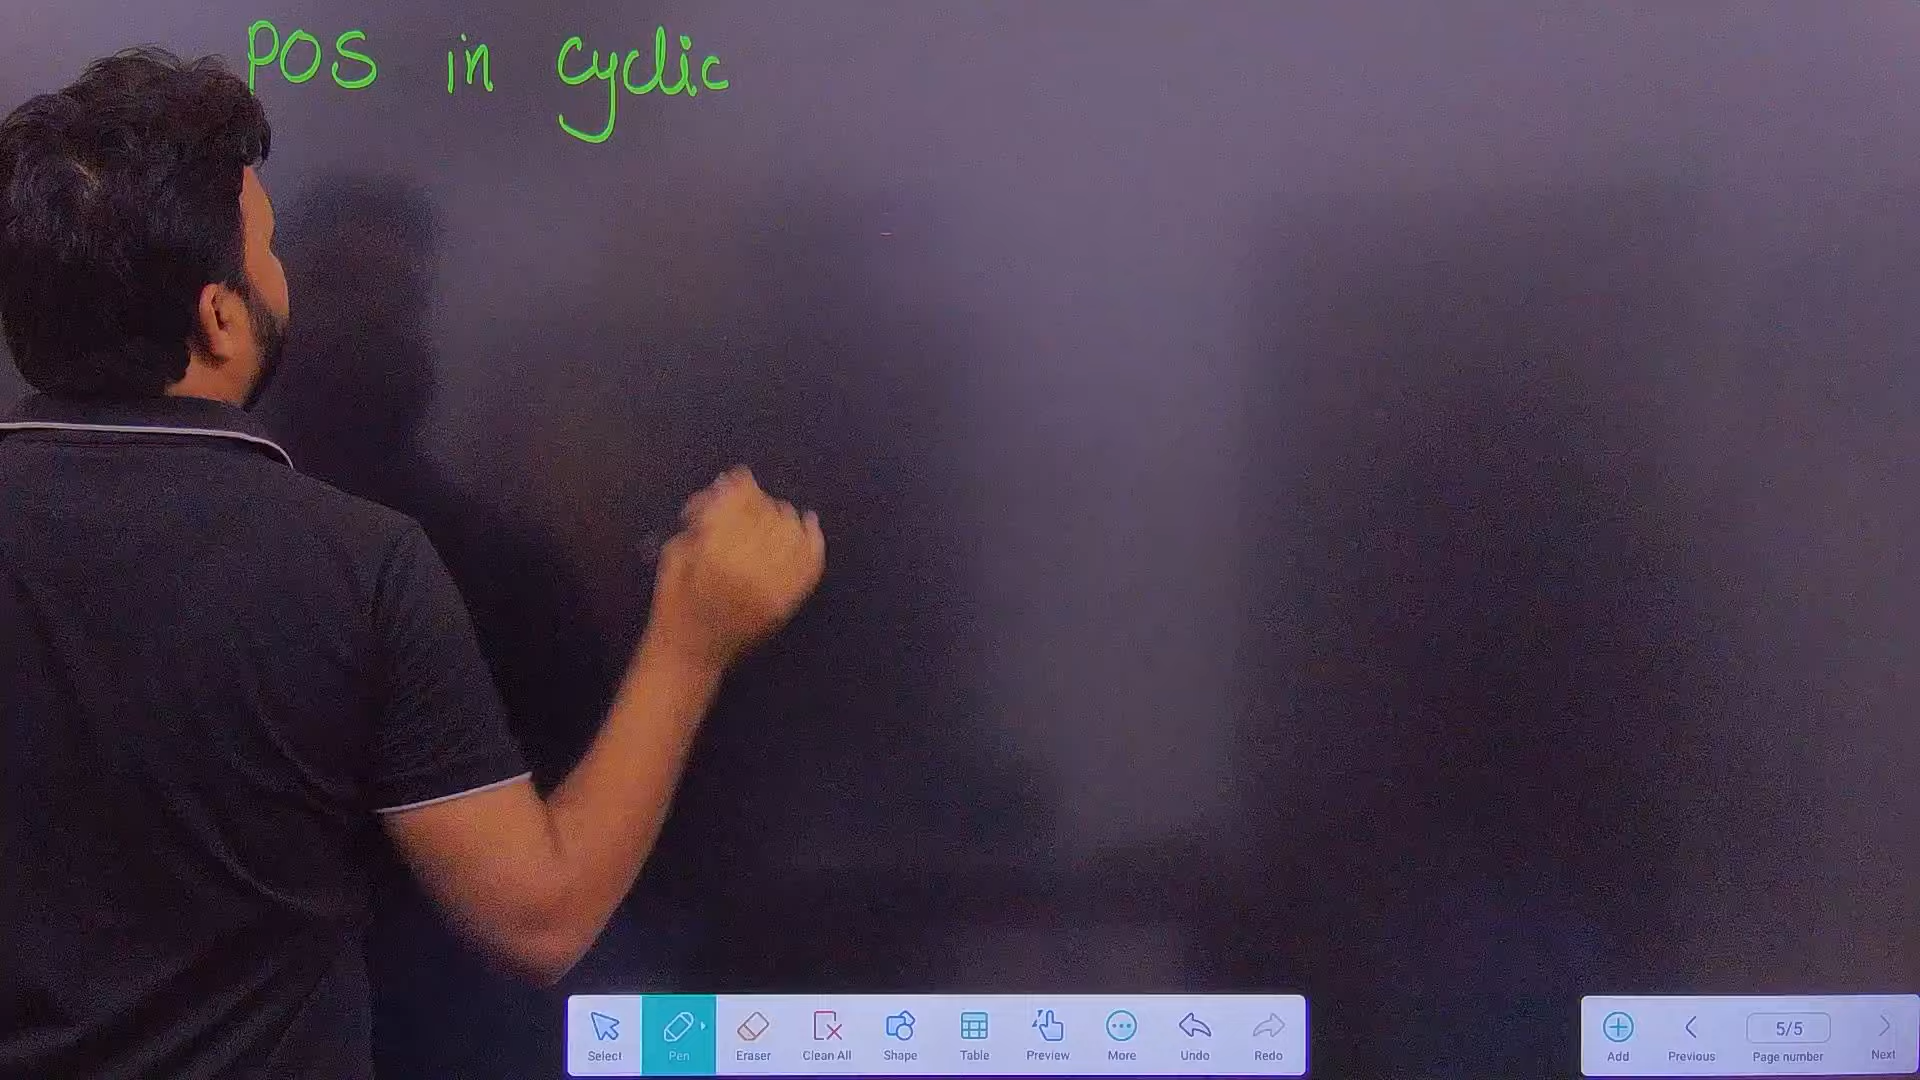 POS in cyclic
Select
Pen
Eraser
Clean All
Shape
Table
Preview
More
Undo
Redo
Add
Previous
5/5
Page number
Next